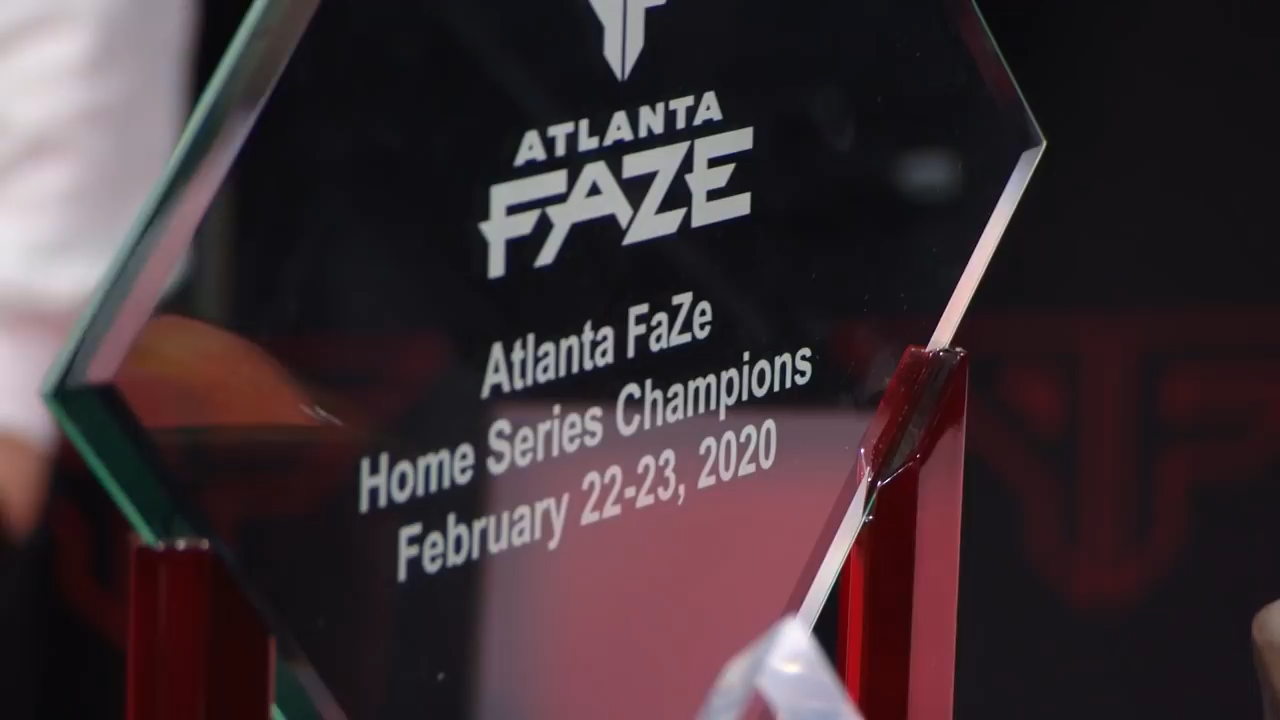 ATLANTA
FAZE
Atlanta FaZe
Home Series Champions
February 22-23, 2020